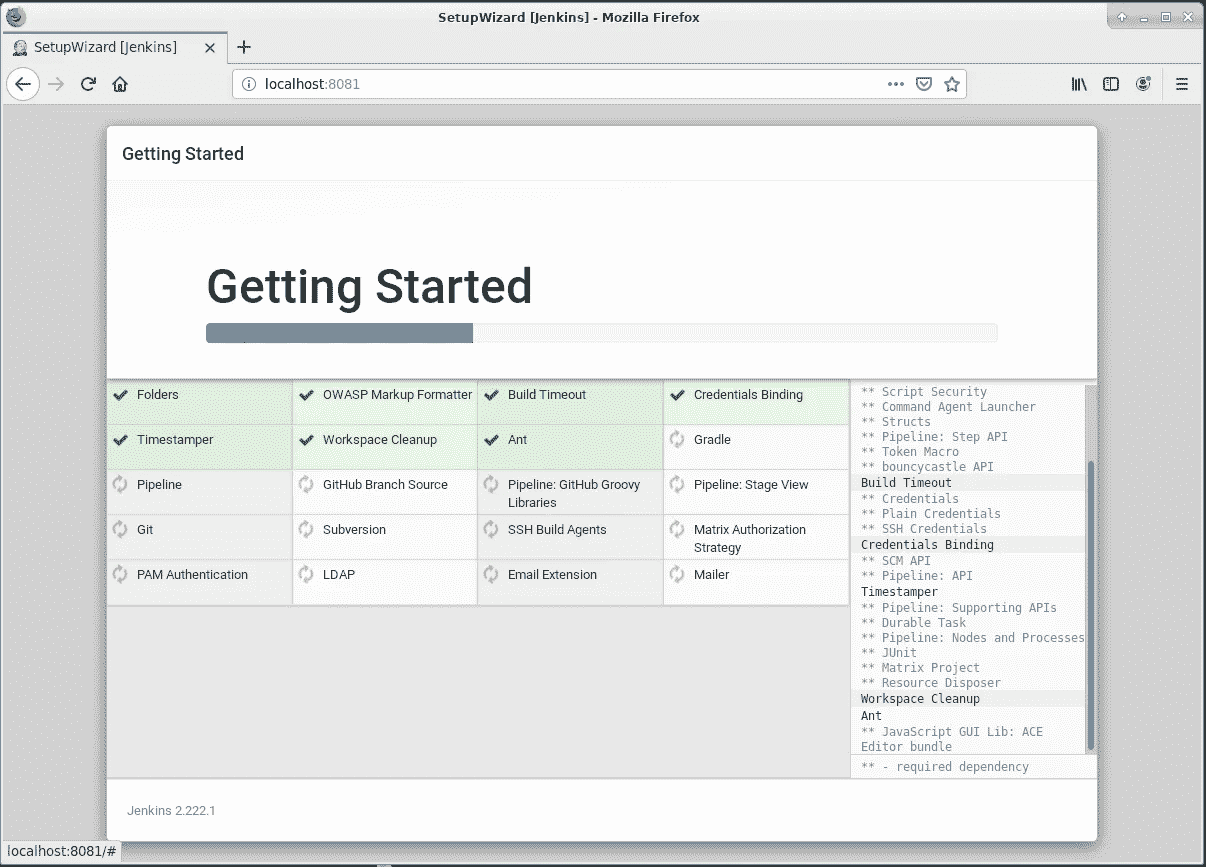 SetupWizard [Jenkins] - Mozilla Firefox
SetupWizard [Jenkins]
localhost:8081
Getting Started
Getting Started
Folders
OWASP Markup Formatter
Build Timeout
Credentials Binding
Timestamper
Workspace Cleanup
Ant
Gradle
Pipeline
GitHub Branch Source
Pipeline: GitHub Groovy
Libraries
Pipeline: Stage View
Git
Subversion
SSH Build Agents
Matrix Authorization
Strategy
PAM Authentication
LDAP
Email Extension
Mailer
** Script Security
** Command Agent Launcher
** Structs
** Pipeline: Step API
** Token Macro
** bouncycastle API
Build Timeout
** Credentials
** Plain Credentials
** SSH Credentials
Credentials Binding
** SCM API
** Pipeline: API
Timestamper
** Pipeline: Supporting APIs
** Durable Task
** Pipeline: Nodes and Processes
** JUnit
** Matrix Project
** Resource Disposer
Workspace Cleanup
Ant
** JavaScript GUI Lib: ACE
Editor bundle
** - required dependency
Jenkins 2.222.1
localhost:8081/#